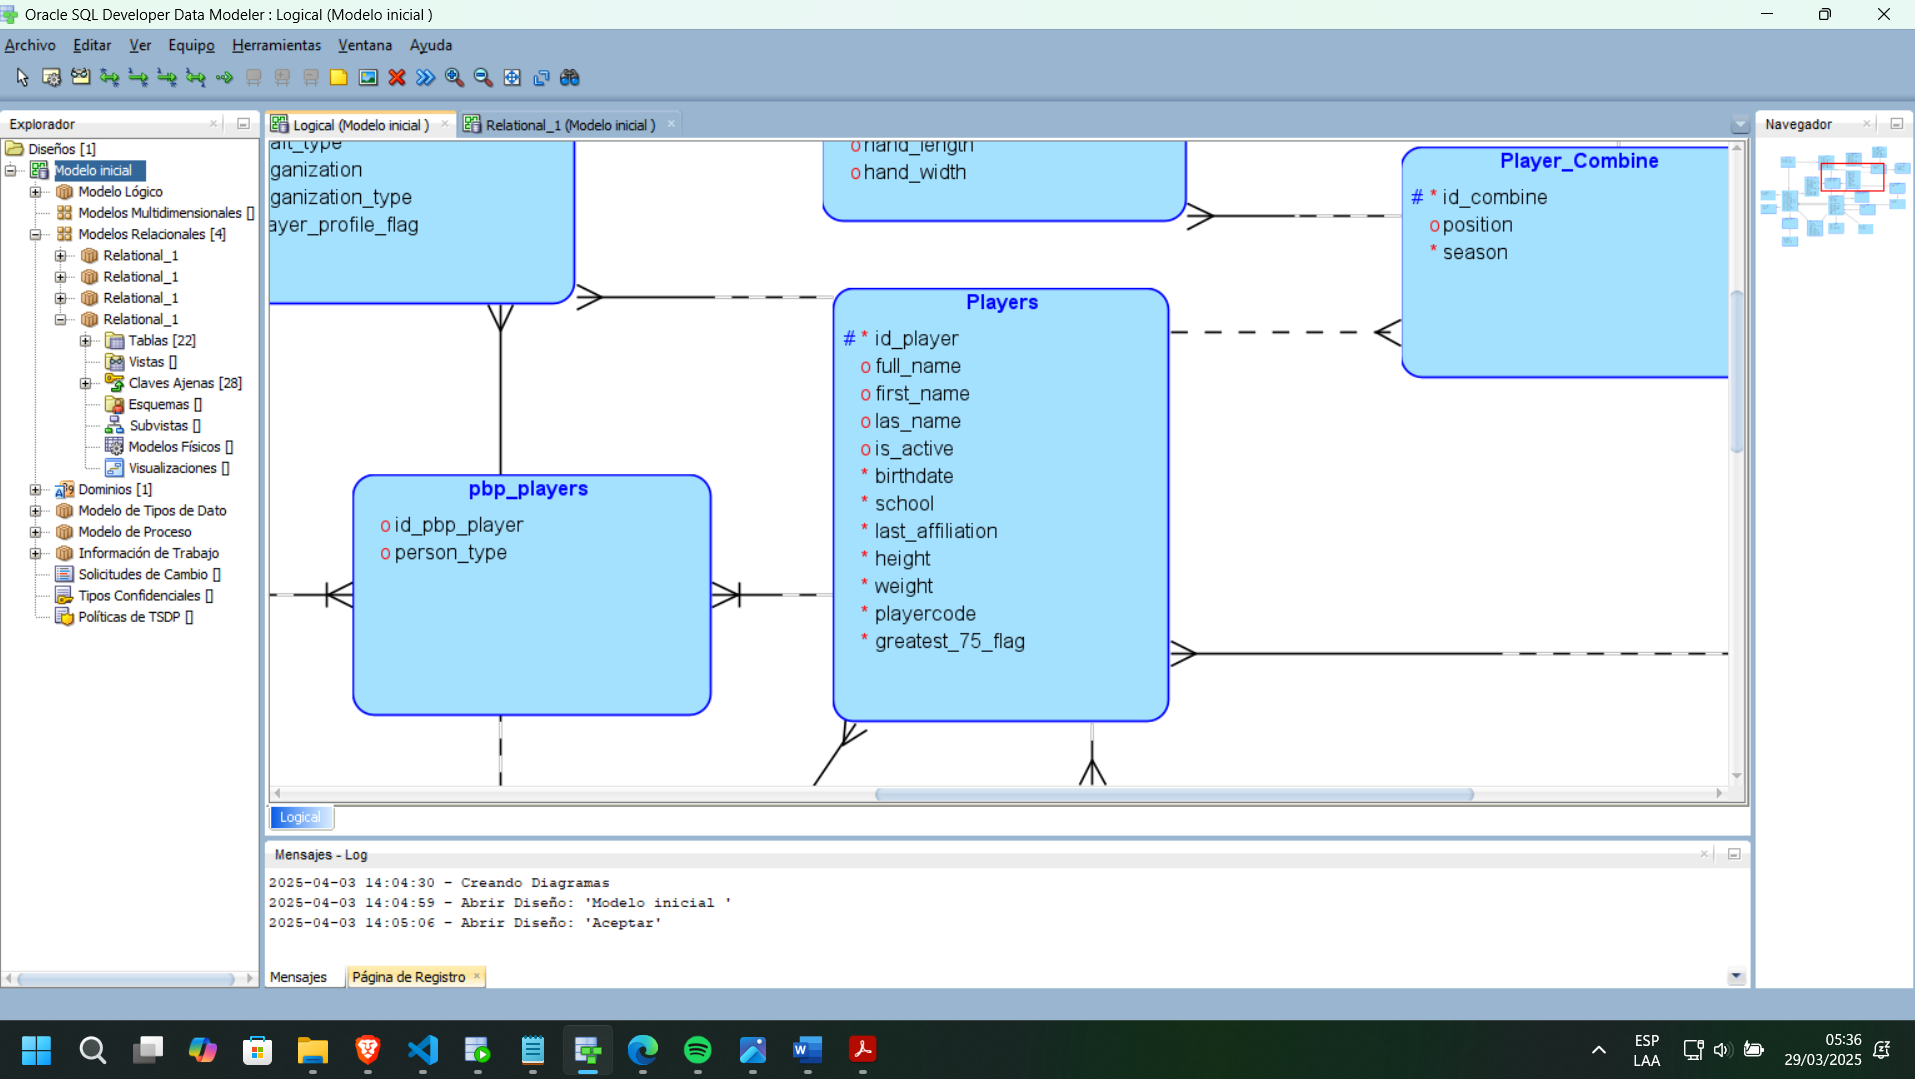 Oracle SQL Developer Data Modeler : Logical (Modelo inicial )
Archivo Editar Ver Equipo Herramientas Ventana Ayuda
Explorador
Diseños [1]
Modelo inicial
Modelo Lógico
Modelos Multidimensionales []
Modelos Relacionales [4]
Relational_1
Relational_1
Relational_1
Relational_1
Tablas [22]
Vistas []
Claves Ajenas [28]
Esquemas []
Subvistas []
Modelos Físicos []
Visualizaciones []
Dominios [1]
Modelo de Tipos de Dato
Modelo de Proceso
Información de Trabajo
Solicitudes de Cambio []
Tipos Confidenciales []
Políticas de TSDP []
Logical (Modelo inicial )
Relational_1 (Modelo inicial )
ganization
ganization_type
ayer_profile_flag
o hand_length
o hand_width
Player_Combine
# * id_combine
o position
* season
Players
# * id_player
o full_name
o first_name
o las_name
o is_active
* birthdate
* school
* last_affiliation
* height
* weight
* playercode
* greatest_75_flag
pbp_players
o id_pbp_player
o person_type
Logical
Mensajes - Log
2025-04-03 14:04:30 - Creando Diagramas
2025-04-03 14:04:59 - Abrir Diseño: 'Modelo inicial '
2025-04-03 14:05:06 - Abrir Diseño: 'Aceptar'
Mensajes
Página de Registro
Navegador
ESP
LAA
05:36
29/03/2025